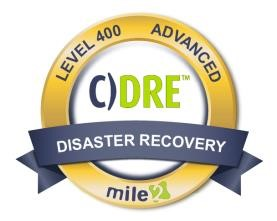 LEVEL 400 ADVANCED
C)DRE™
DISASTER RECOVERY
mile2